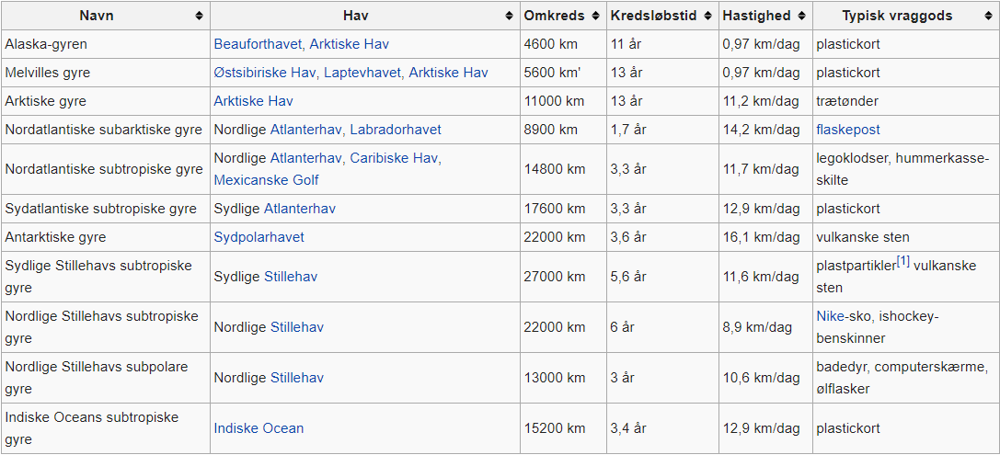 Navn Hav Omkreds Kredsløbstid Hastighed Typisk vraggods
Alaska-gyren Beauforthavet, Arktiske Hav 4600 km 11 år 0,97 km/dag plastickort
Melvilles gyre Østsibiriske Hav, Laptevhavet, Arktiske Hav 5600 km' 13 år 0,97 km/dag plastickort
Arktiske gyre Arktiske Hav 11000 km 13 år 11,2 km/dag trætønder
Nordatlantiske subarktiske gyre Nordlige Atlanterhav, Labradorhavet 8900 km 1,7 år 14,2 km/dag flaskepost
Nordatlantiske subtropiske gyre Nordlige Atlanterhav, Caribiske Hav,
Mexicanske Golf 14800 km 3,3 år 11,7 km/dag legoklodser, hummerkasse-
skilte
Sydatlantiske subtropiske gyre Sydlige Atlanterhav 17600 km 3,3 år 12,9 km/dag plastickort
Antarktiske gyre Sydpolarhavet 22000 km 3,6 år 16,1 km/dag vulkanske sten
Sydlige Stillehavs subtropiske
gyre Sydlige Stillehav 27000 km 5,6 år 11,6 km/dag plastpartikler[1] vulkanske
sten
Nordlige Stillehavs subtropiske
gyre Nordlige Stillehav 22000 km 6 år 8,9 km/dag Nike-sko, ishockey-
benskinner
Nordlige Stillehavs subpolare
gyre Nordlige Stillehav 13000 km 3 år 10,6 km/dag badedyr, computerskærme,
ølflasker
Indiske Oceans subtropiske
gyre Indiske Ocean 15200 km 3,4 år 12,9 km/dag plastickort